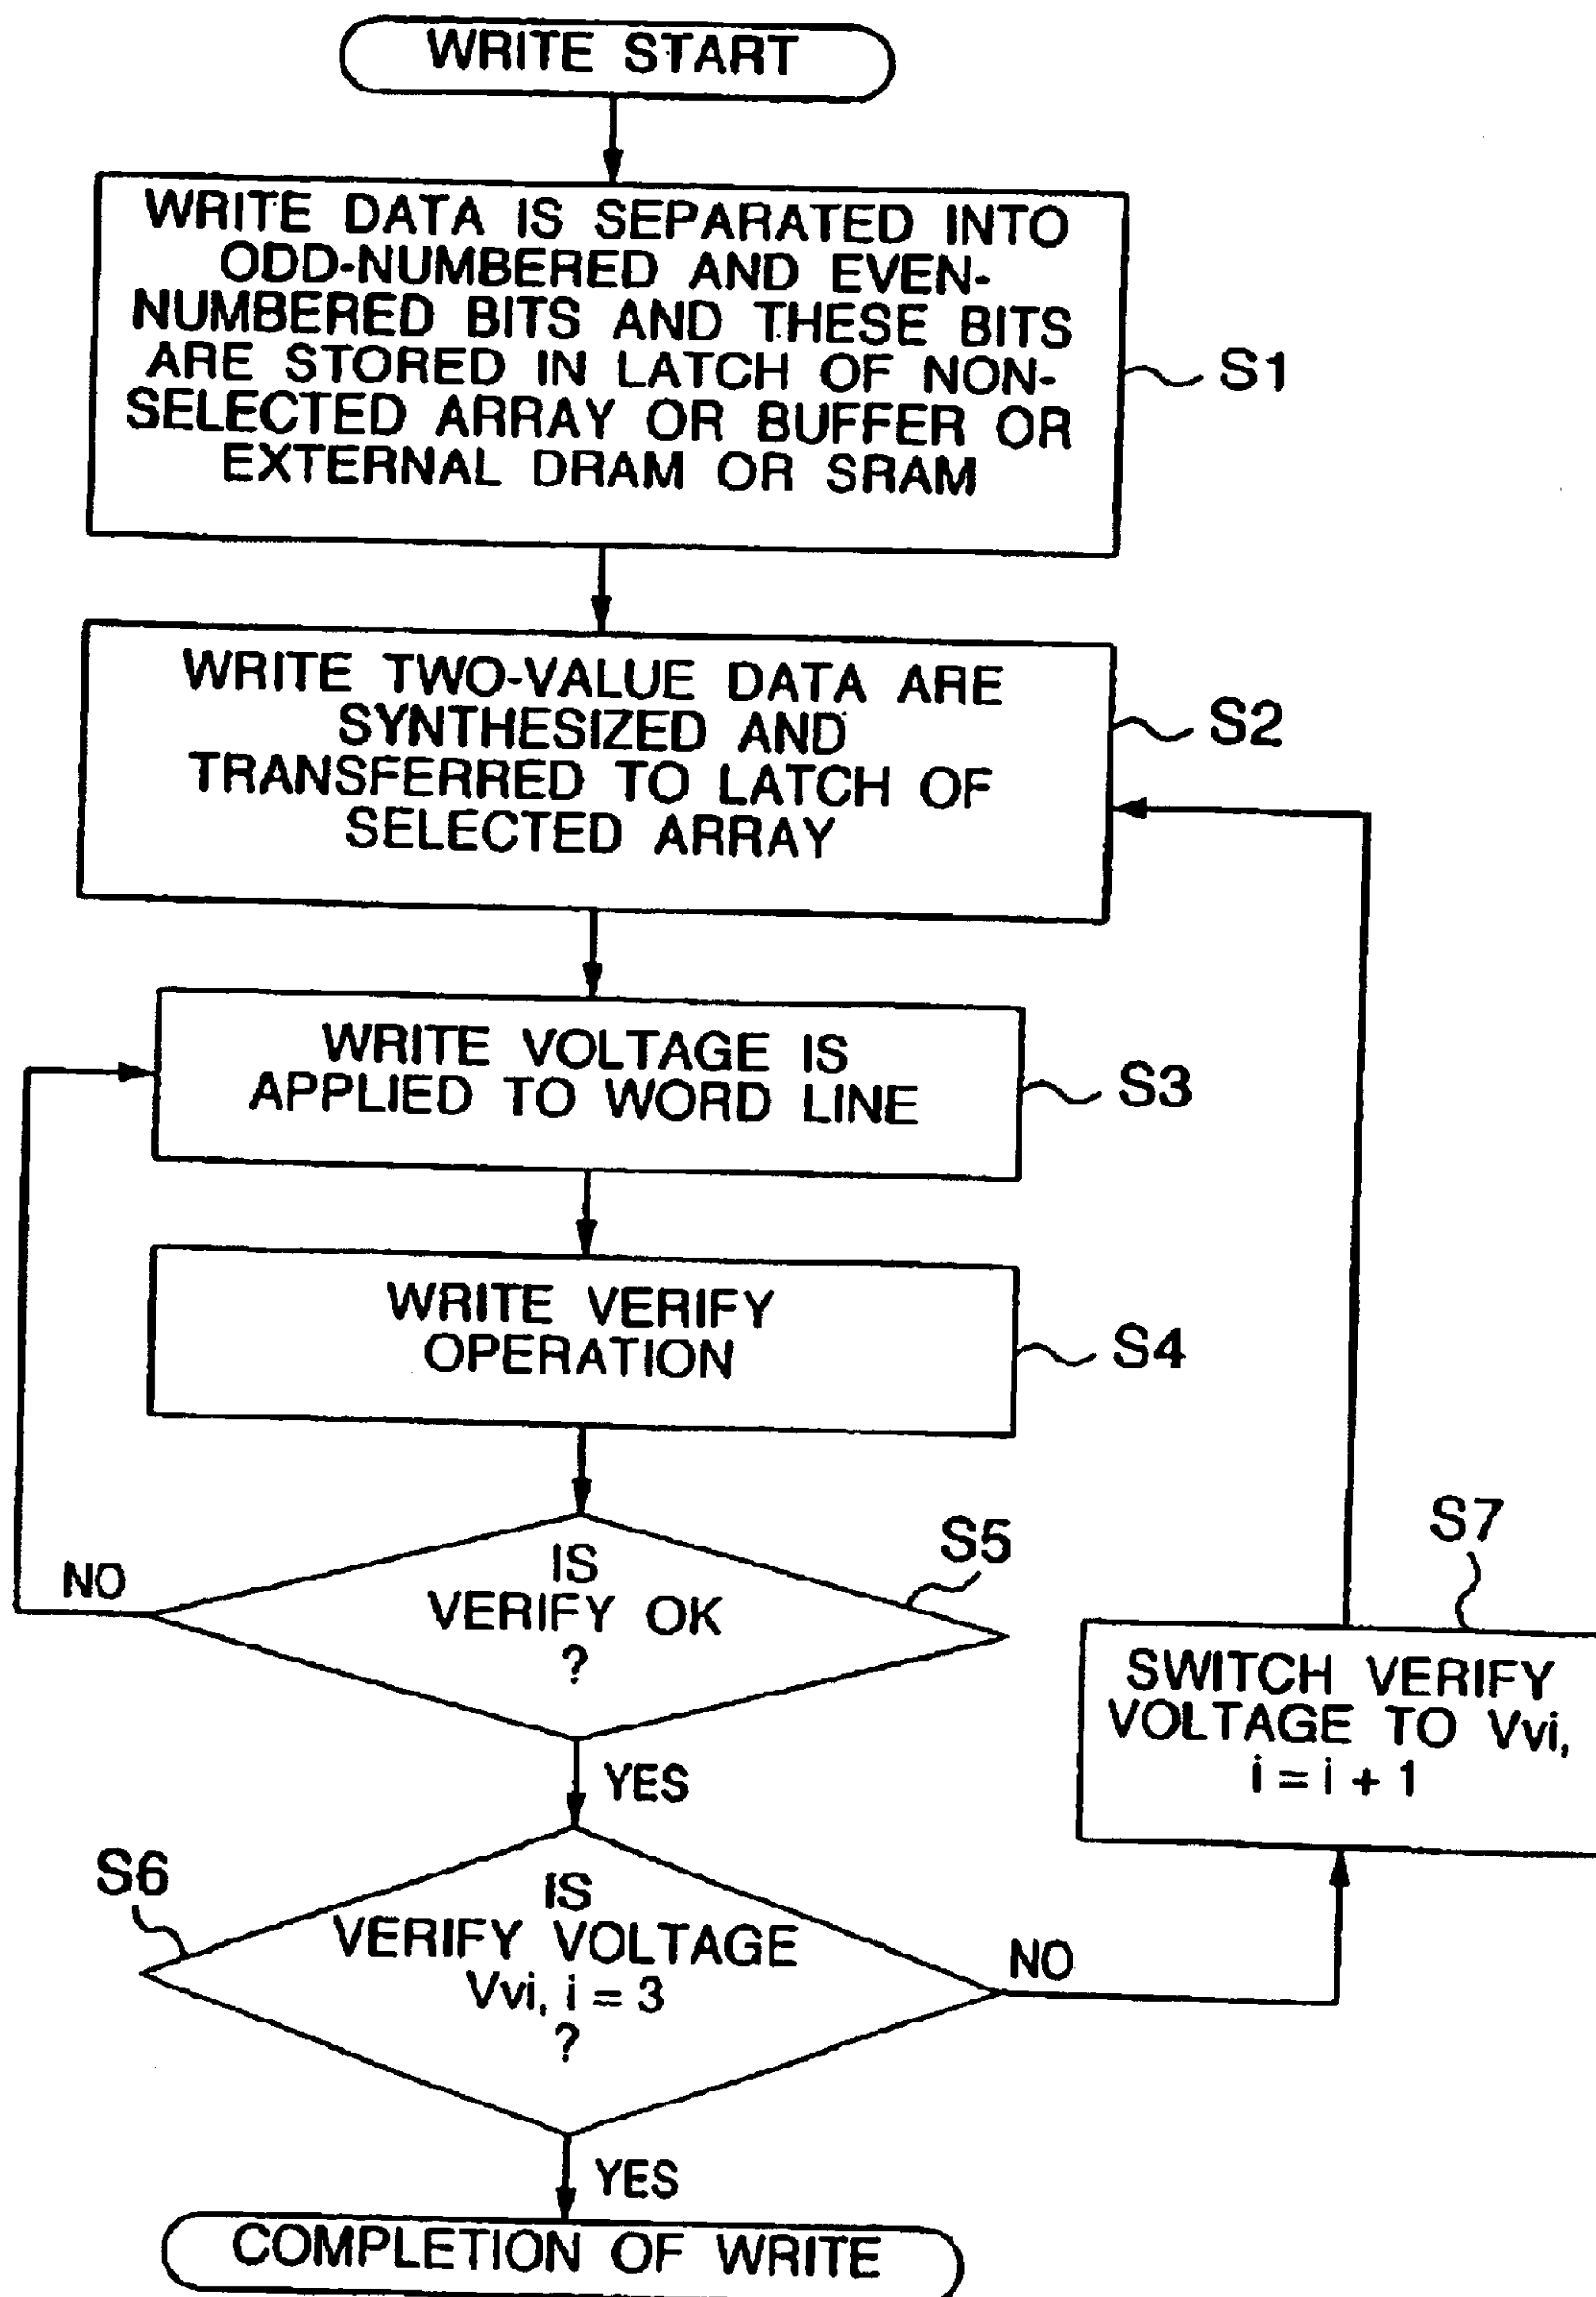 WRITE START
WRITE DATA IS SEPARATED INTO
ODD-NUMBERED AND EVEN-
NUMBERED BITS AND THESE BITS
ARE STORED IN LATCH OF NON-
SELECTED ARRAY OR BUFFER OR
EXTERNAL DRAM OR SRAM
S1
WRITE TWO-VALUE DATA ARE
SYNTHESIZED AND
TRANSFERRED TO LATCH OF
SELECTED ARRAY
S2
WRITE VOLTAGE IS
APPLIED TO WORD LINE
S3
WRITE VERIFY
OPERATION
S4
IS
VERIFY OK
?
S5
NO
YES
S7
SWITCH VERIFY
VOLTAGE TO Vvi,
i = i + 1
S6
IS
VERIFY VOLTAGE
Vvi, i = 3
?
NO
YES
COMPLETION OF WRITE